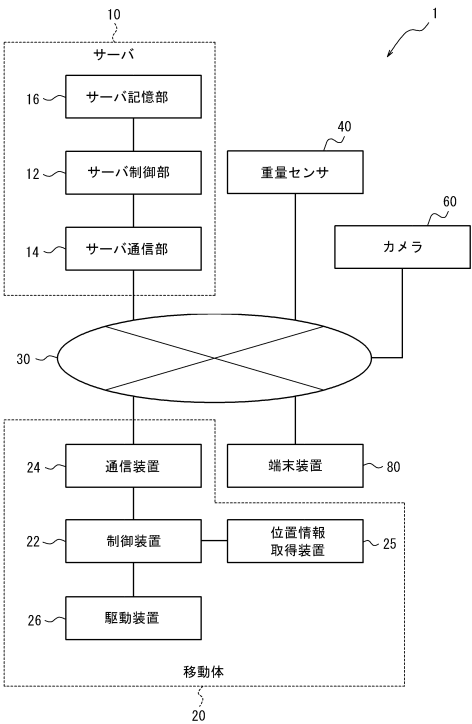 10
1
サーバ
16
サーバ記憶部
12
サーバ制御部
14
サーバ通信部
40
重量センサ
60
カメラ
30
24
通信装置
端末装置
80
22
制御装置
位置情報
取得装置
25
26
駆動装置
移動体
20